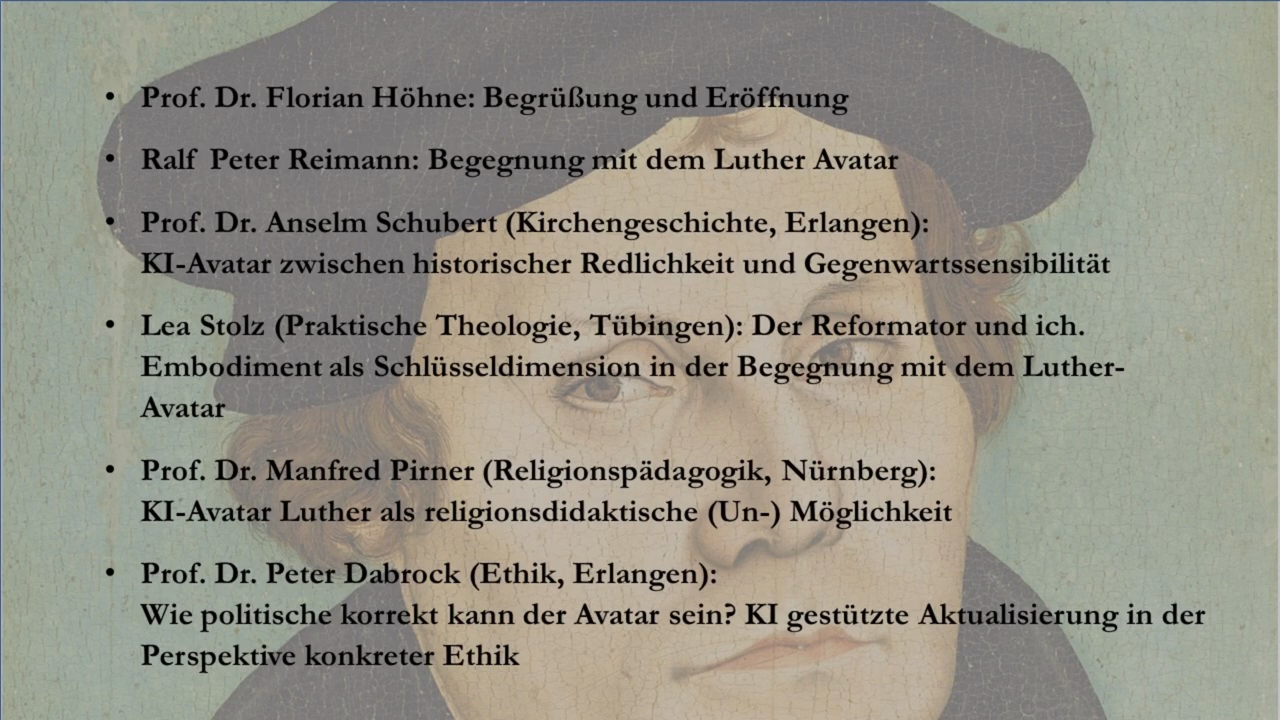 • Prof. Dr. Florian Höhne: Begrüßung und Eröffnung
• Ralf Peter Reimann: Begegnung mit dem Luther Avatar
• Prof. Dr. Anselm Schubert (Kirchengeschichte, Erlangen):
KI-Avatar zwischen historischer Redlichkeit und Gegenwartssensibilität
• Lea Stolz (Praktische Theologie, Tübingen): Der Reformator und ich.
Embodiment als Schlüsseldimension in der Begegnung mit dem Luther-
Avatar
• Prof. Dr. Manfred Pirner (Religionspädagogik, Nürnberg):
KI-Avatar Luther als religionsdidaktische (Un-) Möglichkeit
• Prof. Dr. Peter Dabrock (Ethik, Erlangen):
Wie politische korrekt kann der Avatar sein? KI gestützte Aktualisierung in der
Perspektive konkreter Ethik